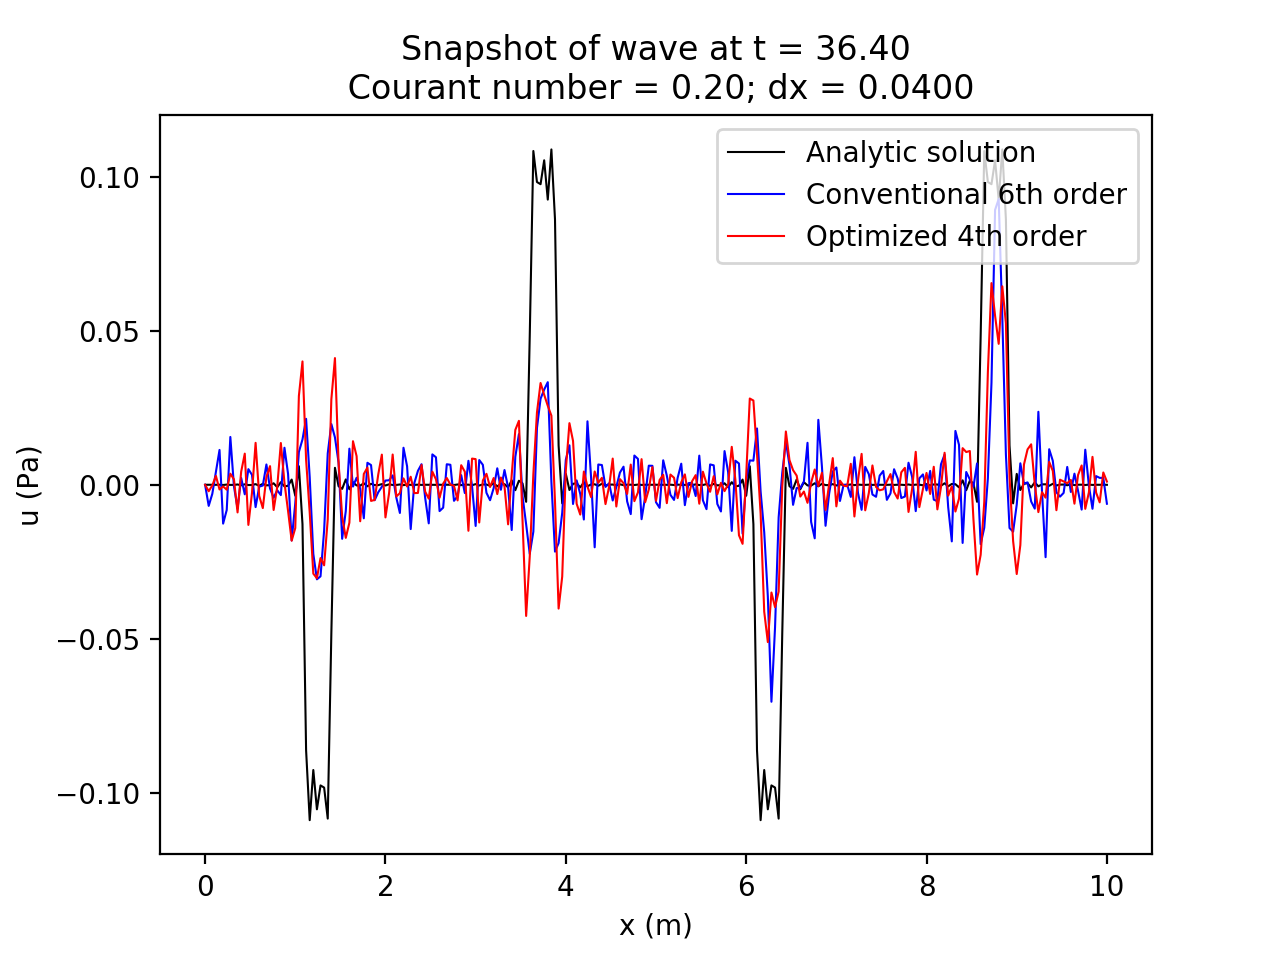 Snapshot of wave at t = 36.40
Courant number = 0.20; dx = 0.0400
Analytic solution
Conventional 6th order
Optimized 4th order
0.10
0.05
0.00
−0.05
−0.10
u (Pa)
0 2 4 6 8 10
x (m)